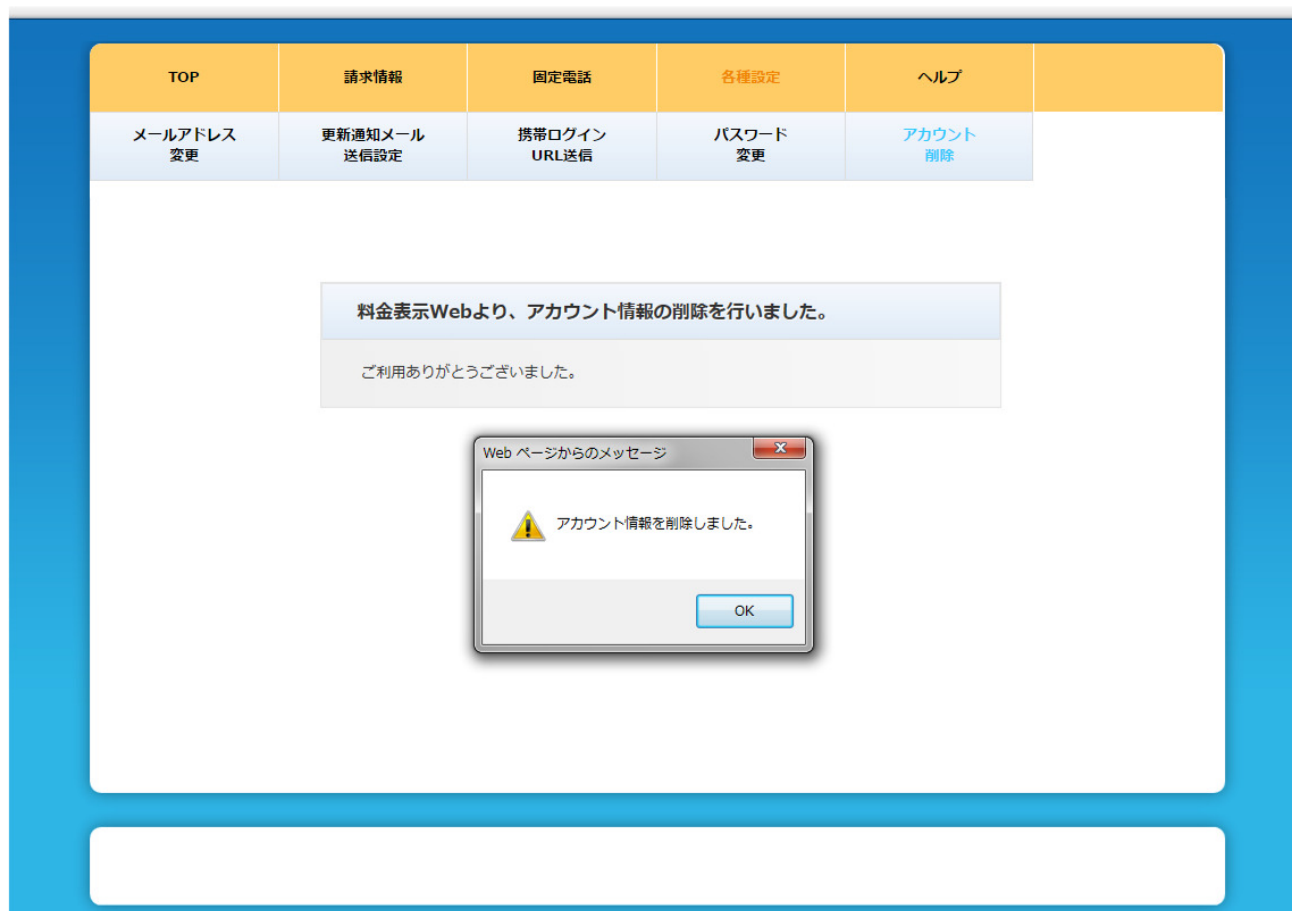 TOP
請求情報
固定電話
各種設定
ヘルプ
メールアドレス
変更
更新通知メール
送信設定
携帯ログイン
URL送信
パスワード
変更
アカウント
削除
料金表示Webより、アカウント情報の削除を行いました。
ご利用ありがとうございました。
Web ページからのメッセージ
アカウント情報を削除しました。
OK